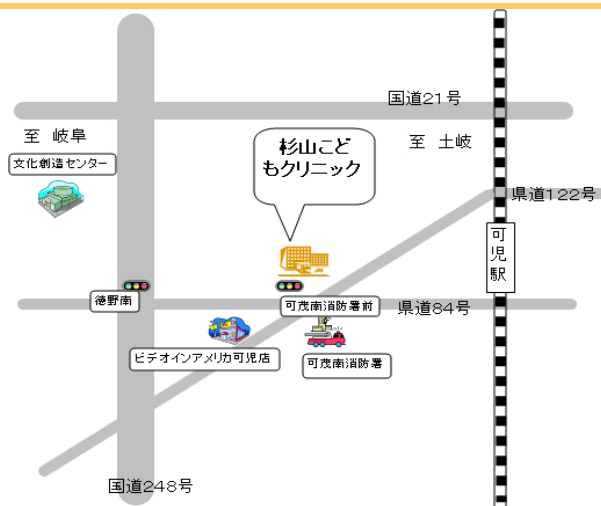 国道21号
至 岐阜
至 土岐
杉山こど
もクリニック
文化創造センター
県道122号
可
児
駅
徳野南
可茂南消防署前
県道84号
ビデオインアメリカ可児店
可茂南消防署
国道248号